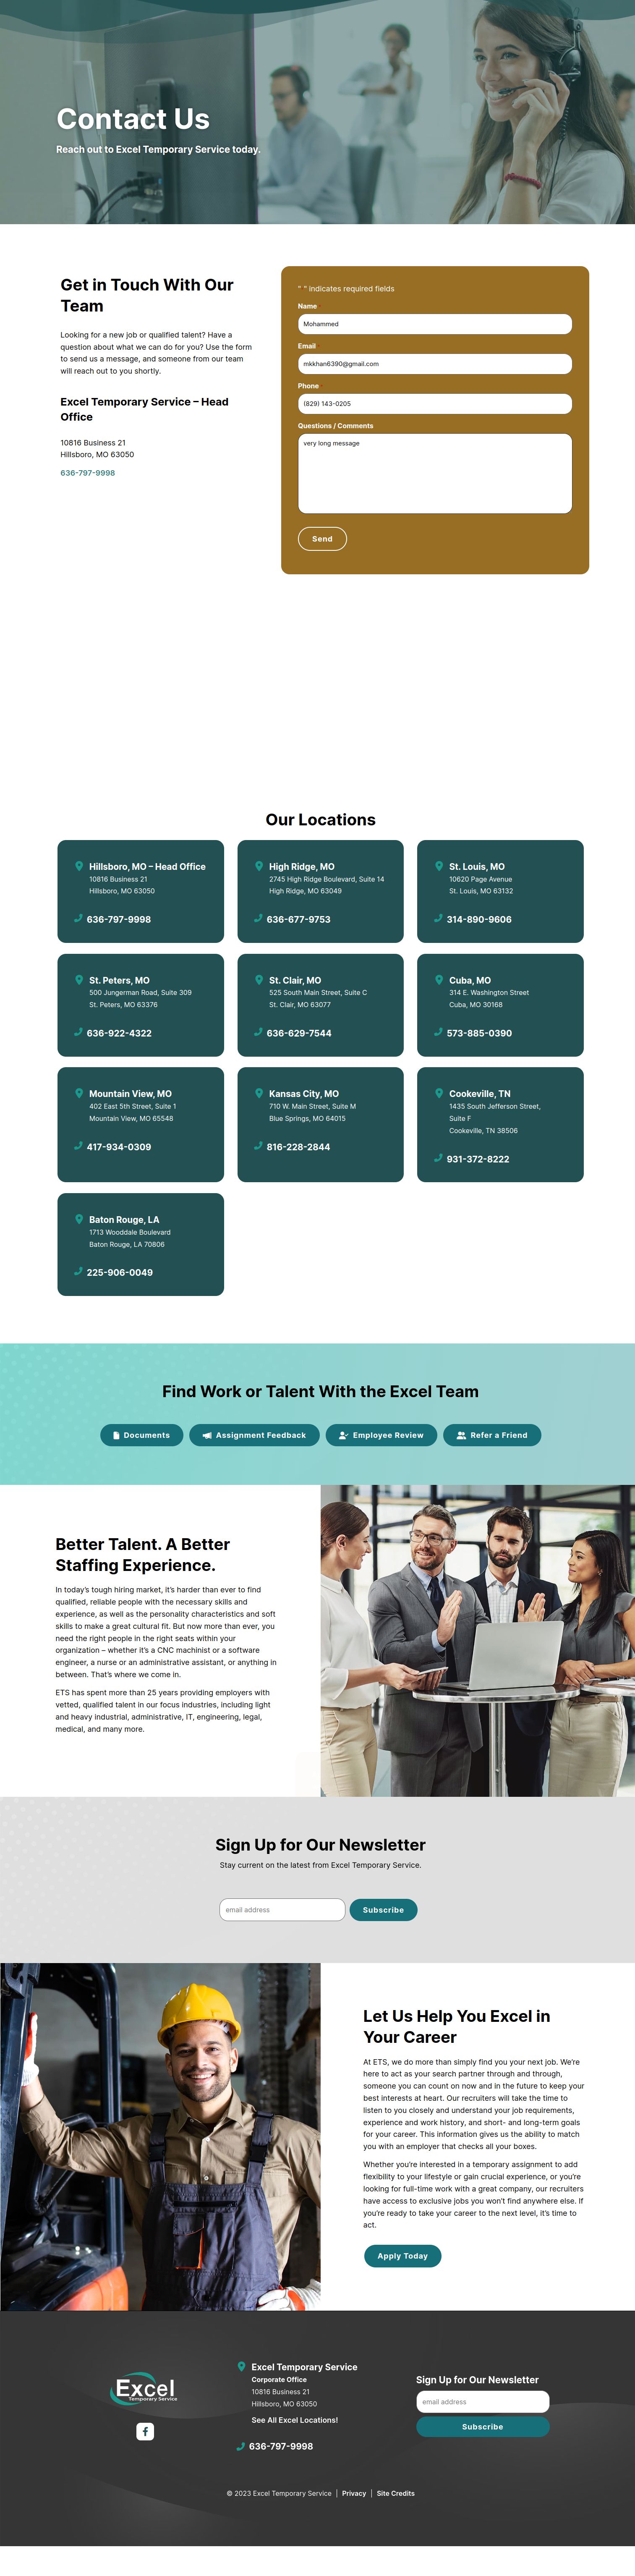 Contact Us
Reach out to Excel Temporary Service today.
Get in Touch With Our
Team
Looking for a new job or qualified talent? Have a
question about what we can do for you? Use the form
to send us a message, and someone from our team
will reach out to you shortly.
Excel Temporary Service – Head
Office
10816 Business 21
Hillsboro, MO 63050
636-797-9998
" " indicates required fields
Name
Mohammed
Email
mkkhan6390@gmail.com
Phone
(829) 143-0205
Questions / Comments
very long message
Send
Our Locations
Hillsboro, MO – Head Office
10816 Business 21
Hillsboro, MO 63050
636-797-9998
High Ridge, MO
2745 High Ridge Boulevard, Suite 14
High Ridge, MO 63049
636-677-9753
St. Louis, MO
10620 Page Avenue
St. Louis, MO 63132
314-890-9606
St. Peters, MO
500 Jungerman Road, Suite 309
St. Peters, MO 63376
636-922-4322
St. Clair, MO
525 South Main Street, Suite C
St. Clair, MO 63077
636-629-7544
Cuba, MO
314 E. Washington Street
Cuba, MO 30168
573-885-0390
Mountain View, MO
402 East 5th Street, Suite 1
Mountain View, MO 65548
417-934-0309
Kansas City, MO
710 W. Main Street, Suite M
Blue Springs, MO 64015
816-228-2844
Cookeville, TN
1435 South Jefferson Street,
Suite F
Cookeville, TN 38506
931-372-8222
Baton Rouge, LA
1713 Wooddale Boulevard
Baton Rouge, LA 70806
225-906-0049
Find Work or Talent With the Excel Team
Documents
Assignment Feedback
Employee Review
Refer a Friend
Better Talent. A Better
Staffing Experience.
In today's tough hiring market, it's harder than ever to find
qualified, reliable people with the necessary skills and
experience, as well as the personality characteristics and soft
skills to make a great cultural fit. But now more than ever, you
need the right people in the right seats within your
organization – whether it's a CNC machinist or a software
engineer, a nurse or an administrative assistant, or anything in
between. That's where we come in.
ETS has spent more than 25 years providing employers with
vetted, qualified talent in our focus industries, including light
and heavy industrial, administrative, IT, engineering, legal,
medical, and many more.
Sign Up for Our Newsletter
Stay current on the latest from Excel Temporary Service.
email address
Subscribe
Let Us Help You Excel in
Your Career
At ETS, we do more than simply find you your next job. We're
here to act as your search partner through and through,
someone you can count on now and in the future to keep your
best interests at heart. Our recruiters will take the time to
listen to you closely and understand your job requirements,
experience and work history, and short- and long-term goals
for your career. This information gives us the ability to match
you with an employer that checks all your boxes.
Whether you're interested in a temporary assignment to add
flexibility to your lifestyle or gain crucial experience, or you're
looking for full-time work with a great company, our recruiters
have access to exclusive jobs you won't find anywhere else. If
you're ready to take your career to the next level, it's time to
act.
Apply Today
Excel
Temporary Service
Excel Temporary Service
Corporate Office
10816 Business 21
Hillsboro, MO 63050
See All Excel Locations!
636-797-9998
Sign Up for Our Newsletter
email address
Subscribe
© 2023 Excel Temporary Service | Privacy | Site Credits